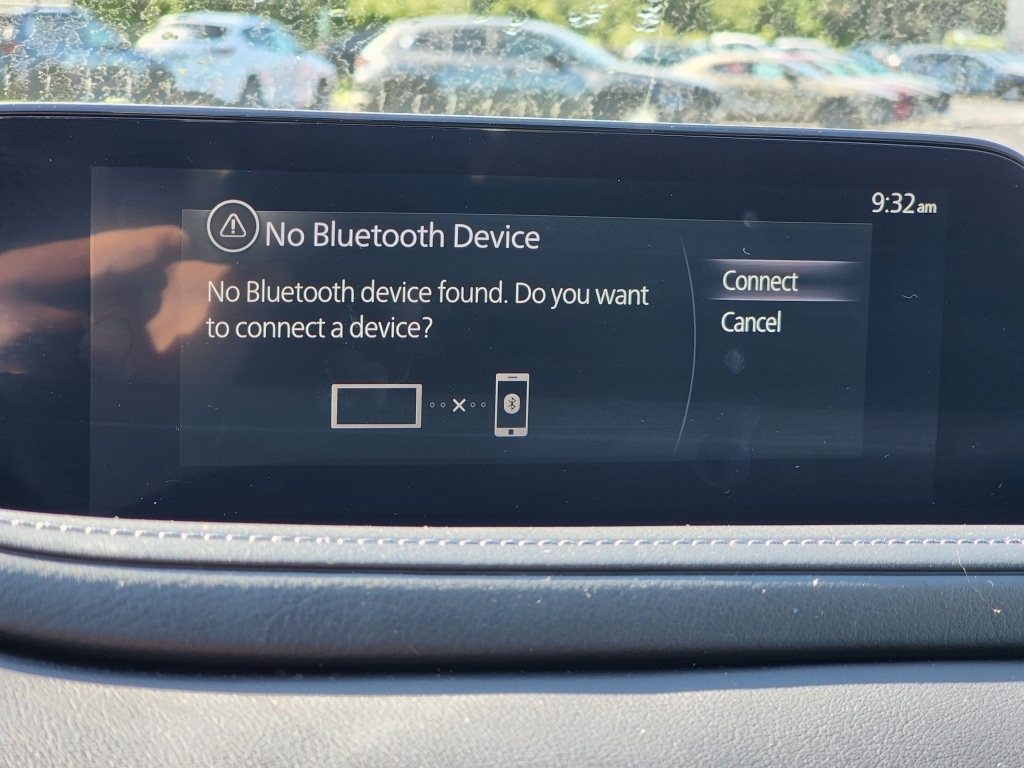 9:32am
No Bluetooth Device
No Bluetooth device found. Do you want
to connect a device?
Connect
Cancel